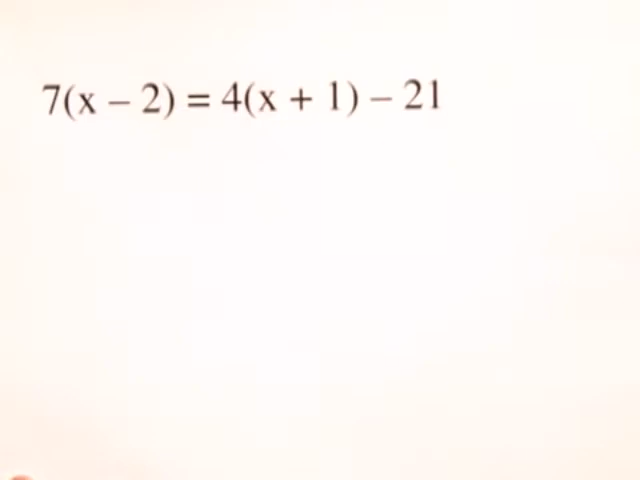 7(x – 2) = 4(x + 1) – 21